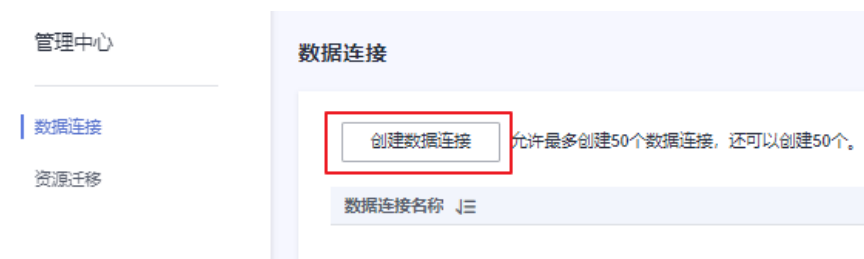 管理中心
数据连接
数据连接
资源迁移
创建数据连接 允许最多创建50个数据连接，还可以创建50个。
数据连接名称